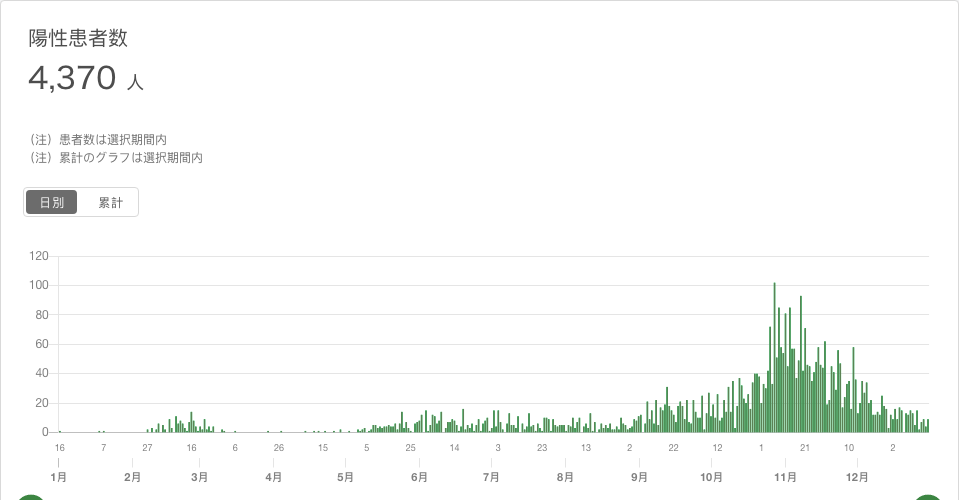 陽性患者数
4,370 人
（注）患者数は選択期間内
（注）累計のグラフは選択期間内
日別 累計
120
100
80
60
40
20
0
16 7 27 16 6 26 15 5 25 14 3 23 13 2 22 12 1 21 10 2
1月 2月 3月 4月 5月 6月 7月 8月 9月 10月 11月 12月